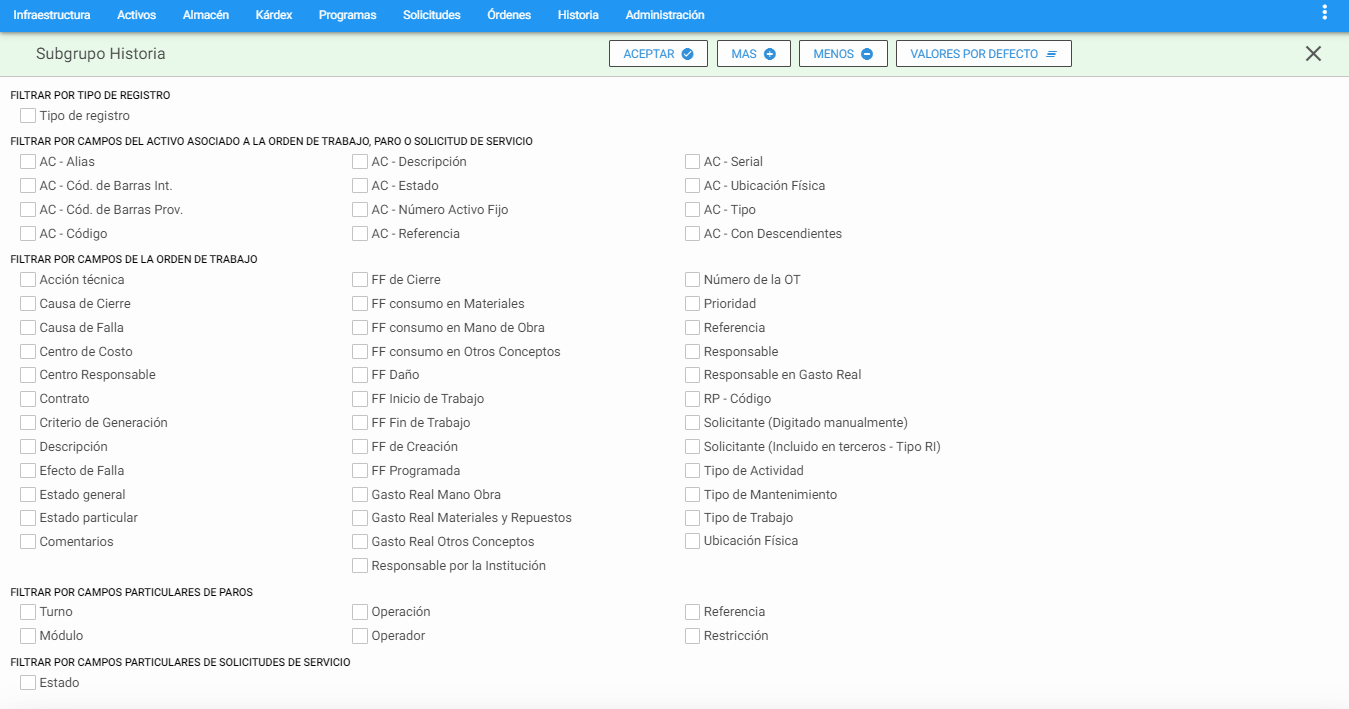 Infraestructura Activos Almacén Kárdex Programas Solicitudes Órdenes Historia Administración
Subgrupo Historia ACEPTAR MAS MENOS VALORES POR DEFECTO
FILTRAR POR TIPO DE REGISTRO
Tipo de registro
FILTRAR POR CAMPOS DEL ACTIVO ASOCIADO A LA ORDEN DE TRABAJO, PARO O SOLICITUD DE SERVICIO
AC - Alias AC - Descripción AC - Serial
AC - Cód. de Barras Int. AC - Estado AC - Ubicación Física
AC - Cód. de Barras Prov. AC - Número Activo Fijo AC - Tipo
AC - Código AC - Referencia AC - Con Descendientes
FILTRAR POR CAMPOS DE LA ORDEN DE TRABAJO
Acción técnica FF de Cierre Número de la OT
Causa de Cierre FF consumo en Materiales Prioridad
Causa de Falla FF consumo en Mano de Obra Referencia
Centro de Costo FF consumo en Otros Conceptos Responsable
Centro Responsable FF Daño Responsable en Gasto Real
Contrato FF Inicio de Trabajo RP - Código
Criterio de Generación FF Fin de Trabajo Solicitante (Digitado manualmente)
Descripción FF de Creación Solicitante (Incluido en terceros - Tipo RI)
Efecto de Falla FF Programada Tipo de Actividad
Estado general Gasto Real Mano Obra Tipo de Mantenimiento
Estado particular Gasto Real Materiales y Repuestos Tipo de Trabajo
Comentarios Gasto Real Otros Conceptos Ubicación Física
Responsable por la Institución
FILTRAR POR CAMPOS PARTICULARES DE PAROS
Turno Operación Referencia
Módulo Operador Restricción
FILTRAR POR CAMPOS PARTICULARES DE SOLICITUDES DE SERVICIO
Estado